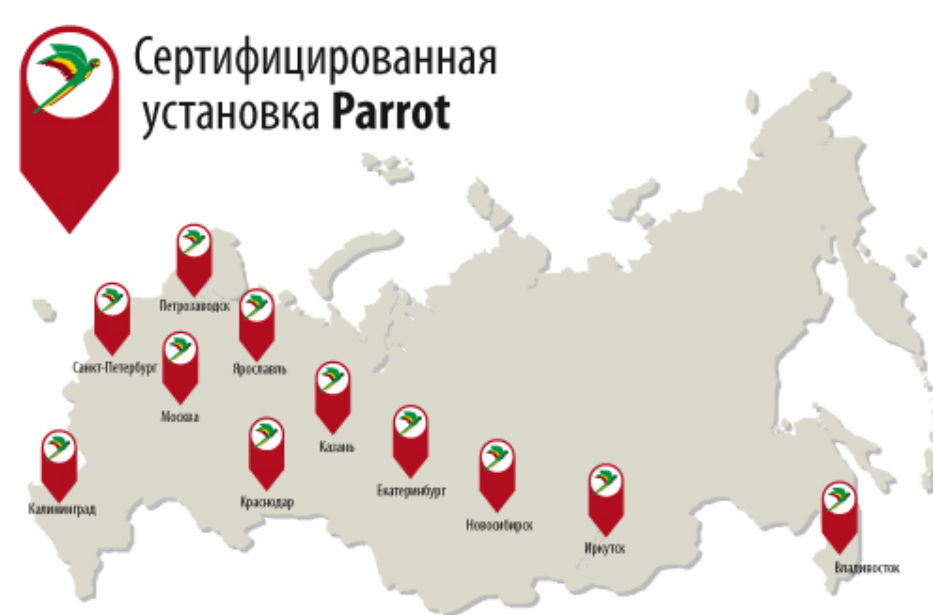 Сертифицированная
установка Parrot
Петрозаводск
Санкт-Петербург
Ярославль
Москва
Казань
Екатеринбург
Краснодар
Калининград
Новосибирск
Иркутск
Владивосток